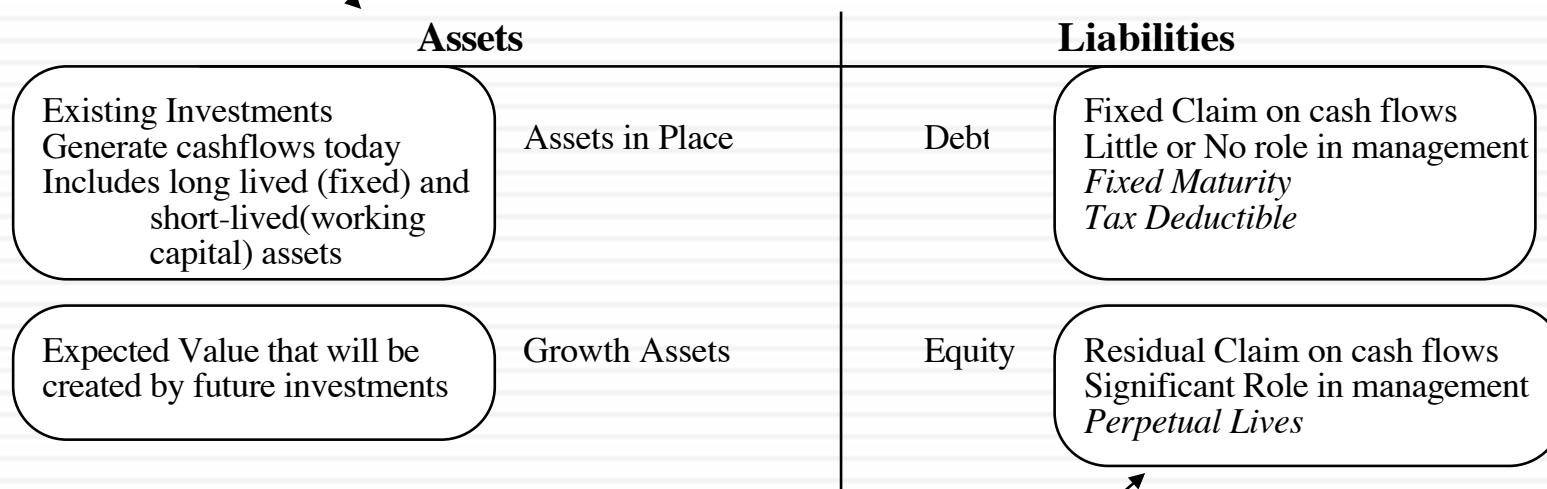 Assets
Liabilities
Existing Investments
Generate cashflows today
Includes long lived (fixed) and
short-lived(working
capital) assets
Assets in Place
Debt
Fixed Claim on cash flows
Little or No role in management
Fixed Maturity
Tax Deductible
Expected Value that will be
created by future investments
Growth Assets
Equity
Residual Claim on cash flows
Significant Role in management
Perpetual Lives